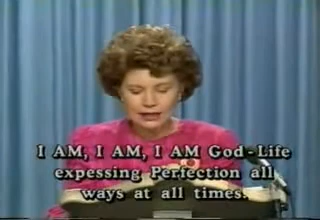 I AM, I AM, I AM God-Life
expessing Perfection all
ways at all times.